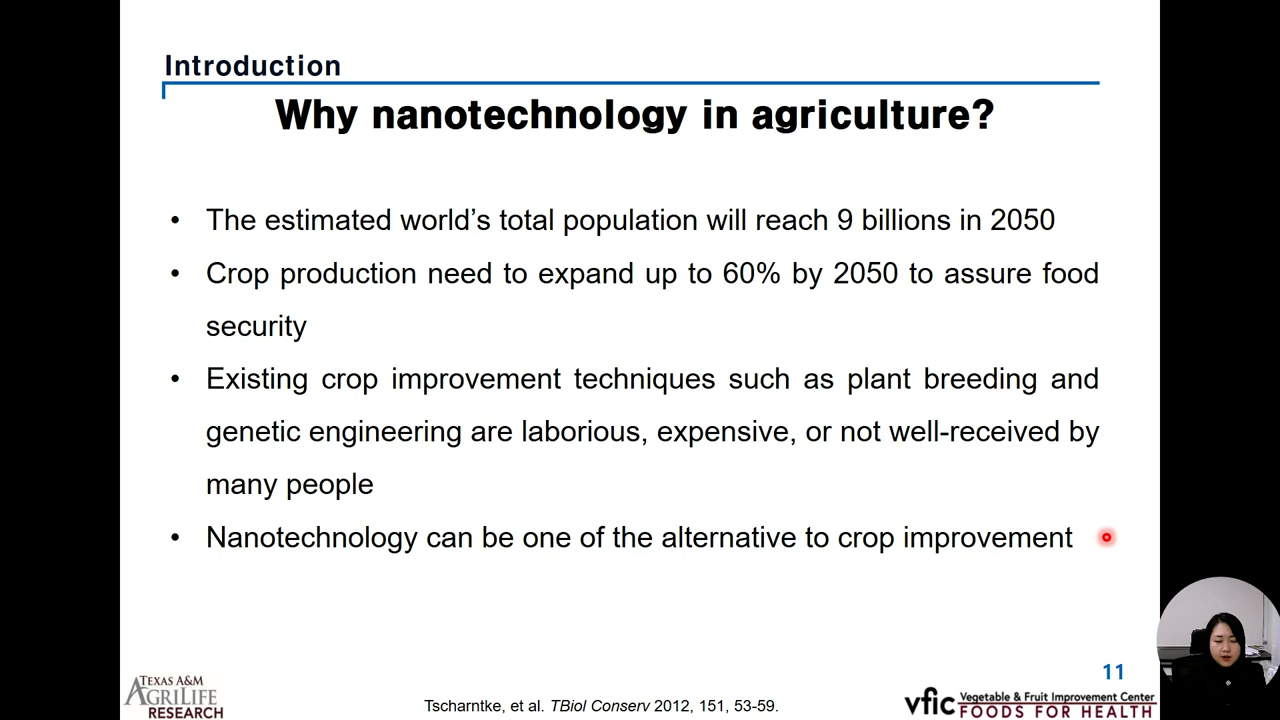 Introduction
Why nanotechnology in agriculture?
• The estimated world’s total population will reach 9 billions in 2050
• Crop production need to expand up to 60% by 2050 to assure food
security
• Existing crop improvement techniques such as plant breeding and
genetic engineering are laborious, expensive, or not well-received by
many people
• Nanotechnology can be one of the alternative to crop improvement
11
TEXAS A&M
AGRILIFE
RESEARCH
Tscharntke, et al. TBiol Conserv 2012, 151, 53-59.
vfic Vegetable & Fruit Improvement Center
FOODS FOR HEALTH